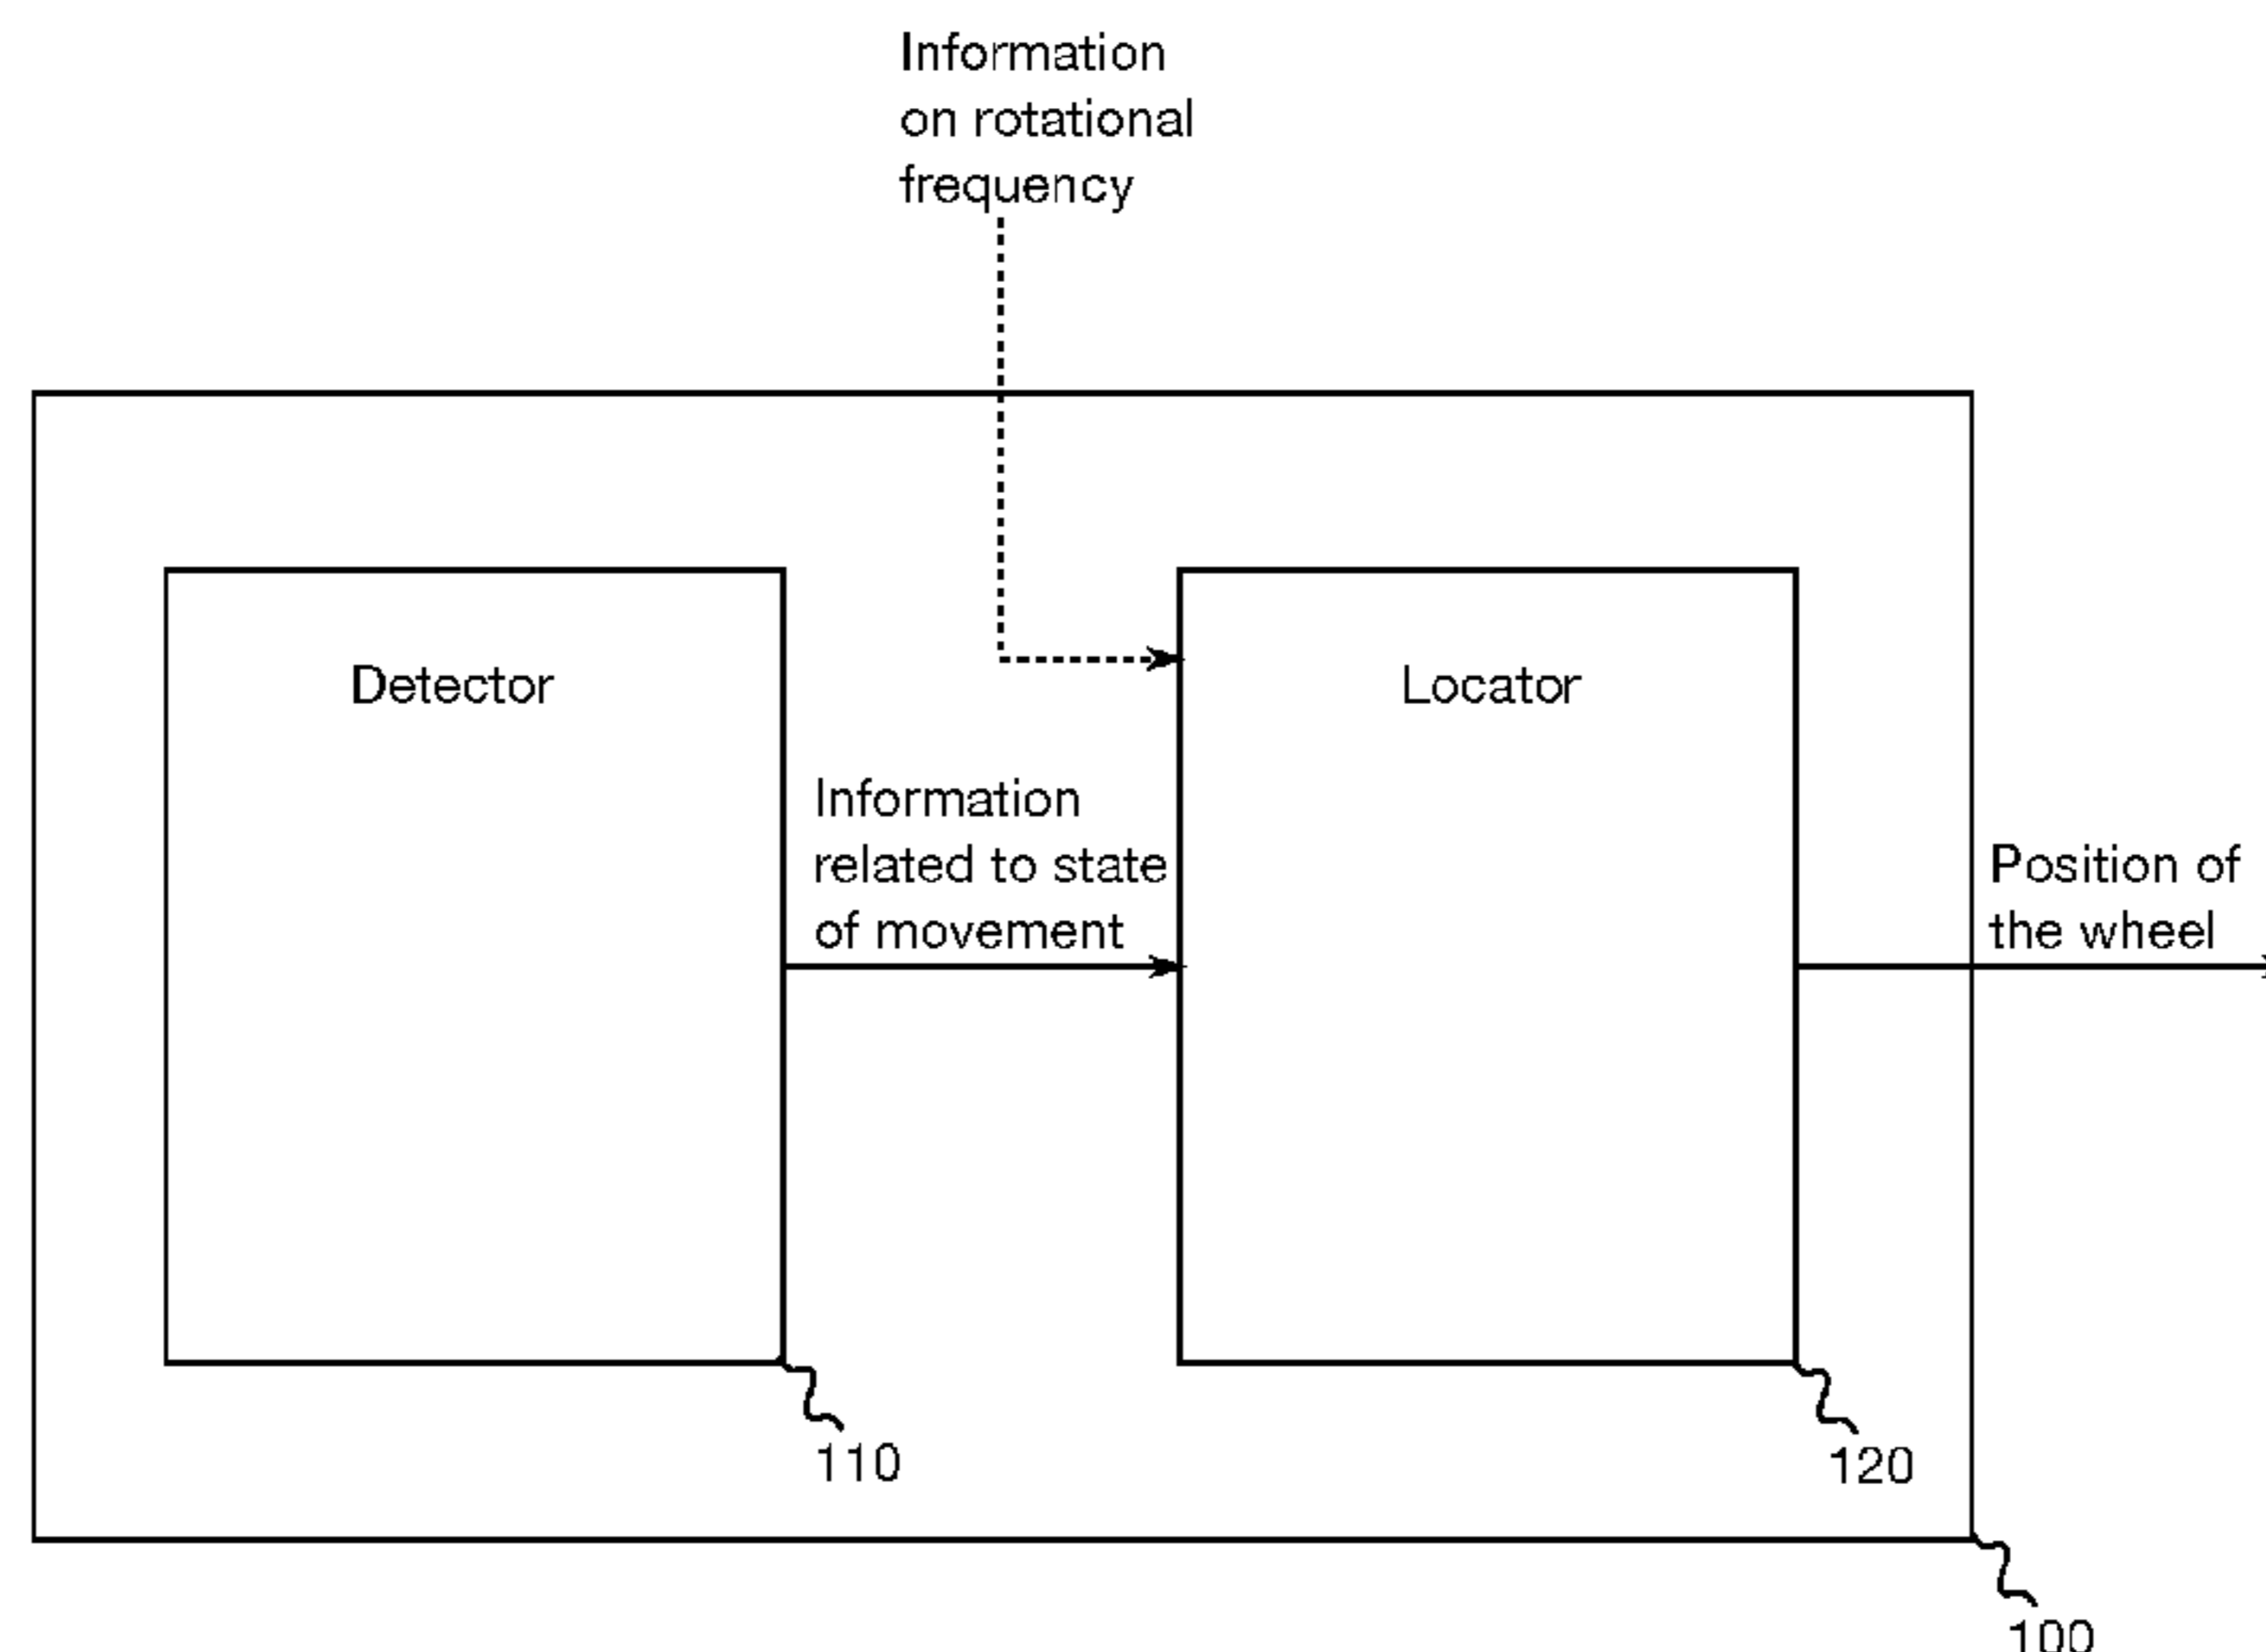 Information
on rotational
frequency
Detector
Locator
Information
related to state
of movement
Position of
the wheel
110
120
100